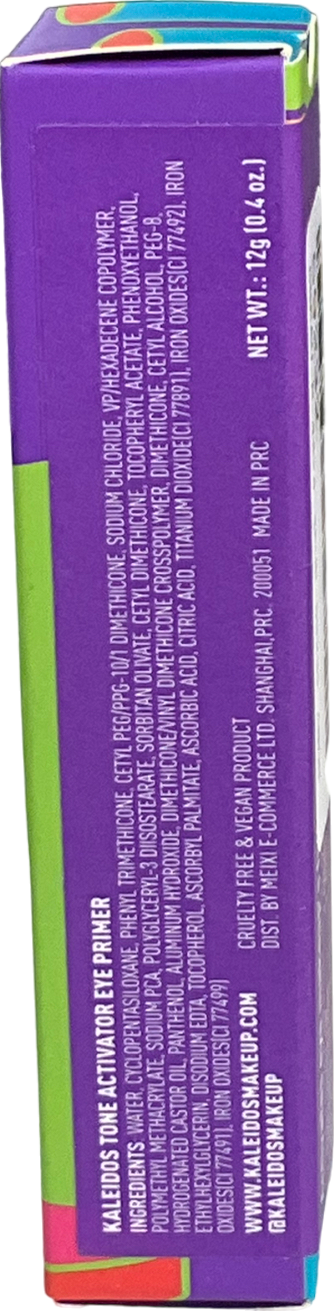 KALEIDOS TONE ACTIVATOR EYE PRIMER
INGREDIENTS: WATER, CYCLOPENTASILOXANE, PHENYL TRIMETHICONE, CETYL PEG/PPG-10/1 DIMETHICONE, SODIUM CHLORIDE, VP/HEXADECENE COPOLYMER,
POLYMETHYL METHACRYLATE, SODIUM PCA, POLYGLYCERYL-3 DIISOSTEARATE, SORBITAN OLIVATE, CETYL DIMETHICONE, TOCOPHERYL ACETATE, PHENOXYETHANOL,
HYDROGENATED CASTOR OIL, PANTHENOL, ALUMINUM HYDROXIDE, DIMETHICONE/VINYL DIMETHICONE CROSSPOLYMER, DIMETHICONE, CETYL ALCOHOL, PEG-8,
ETHYLHEXYLGLYCERIN, DISODIUM EDTA, TOCOPHEROL, ASCORBYL PALMITATE, ASCORBIC ACID, CITRIC ACID, TITANIUM DIOXIDE(CI 77891), IRON OXIDES(CI 77492), IRON
OXIDES(CI 77491), IRON OXIDES(CI 77499)
WWW.KALEIDOSMAKEUP.COM
@KALEIDOSMAKEUP
CRUELTY FREE & VEGAN PRODUCT
DIST. BY MEIXI E-COMMERCE LTD. SHANGHAI,PRC, 200051 MADE IN PRC
NET WT.: 12g (0.4 oz.)